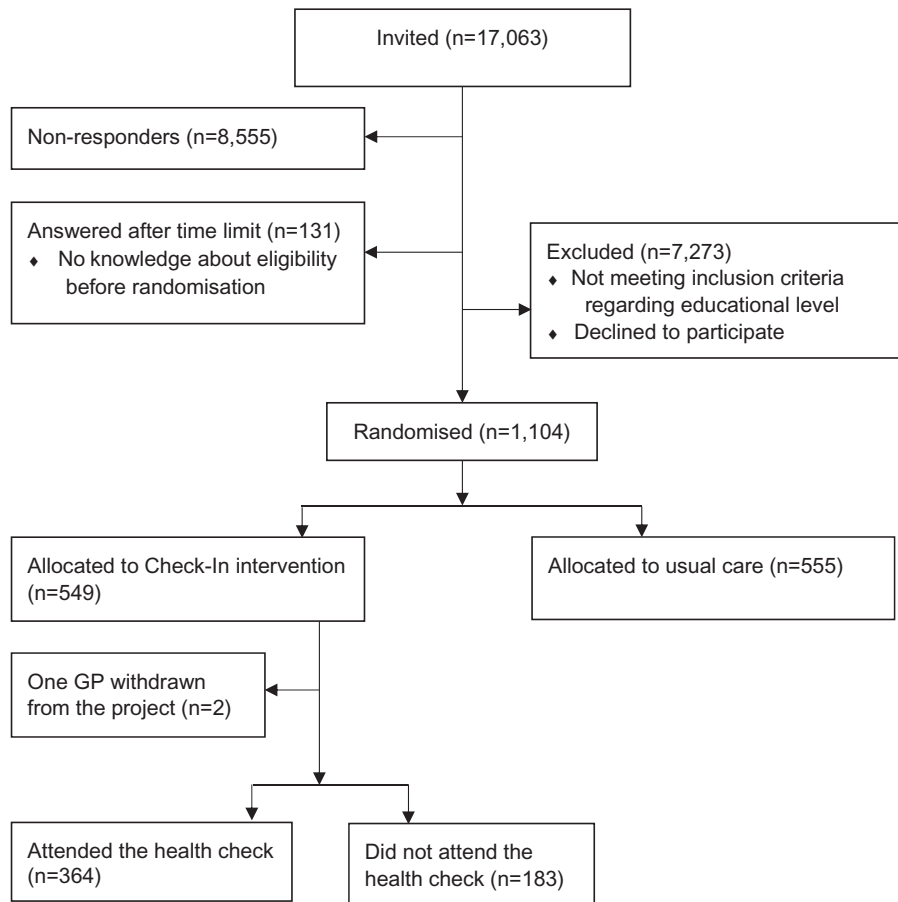 Invited (n=17,063)
Non-responders (n=8,555)
Answered after time limit (n=131)
♦ No knowledge about eligibility
before randomisation
Excluded (n=7,273)
♦ Not meeting inclusion criteria
regarding educational level
♦ Declined to participate
Randomised (n=1,104)
Allocated to Check-In intervention
(n=549)
Allocated to usual care (n=555)
One GP withdrawn
from the project (n=2)
Attended the health check
(n=364)
Did not attend the
health check (n=183)